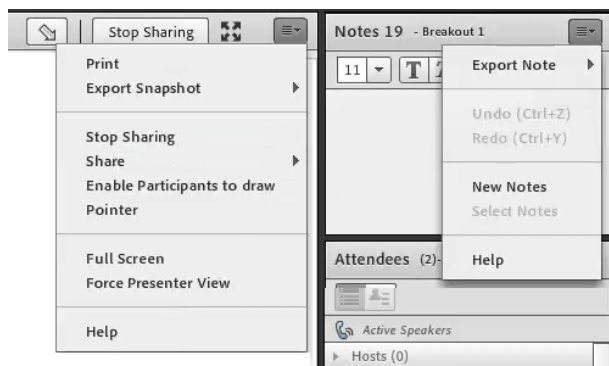 Stop Sharing
Print
Export Snapshot
Stop Sharing
Share
Enable Participants to draw
Pointer
Full Screen
Force Presenter View
Help
Notes 19 - Breakout 1
11
T
Export Note
Undo (Ctrl+Z)
Redo (Ctrl+Y)
New Notes
Select Notes
Help
Attendees (2)
Active Speakers
Hosts (0)